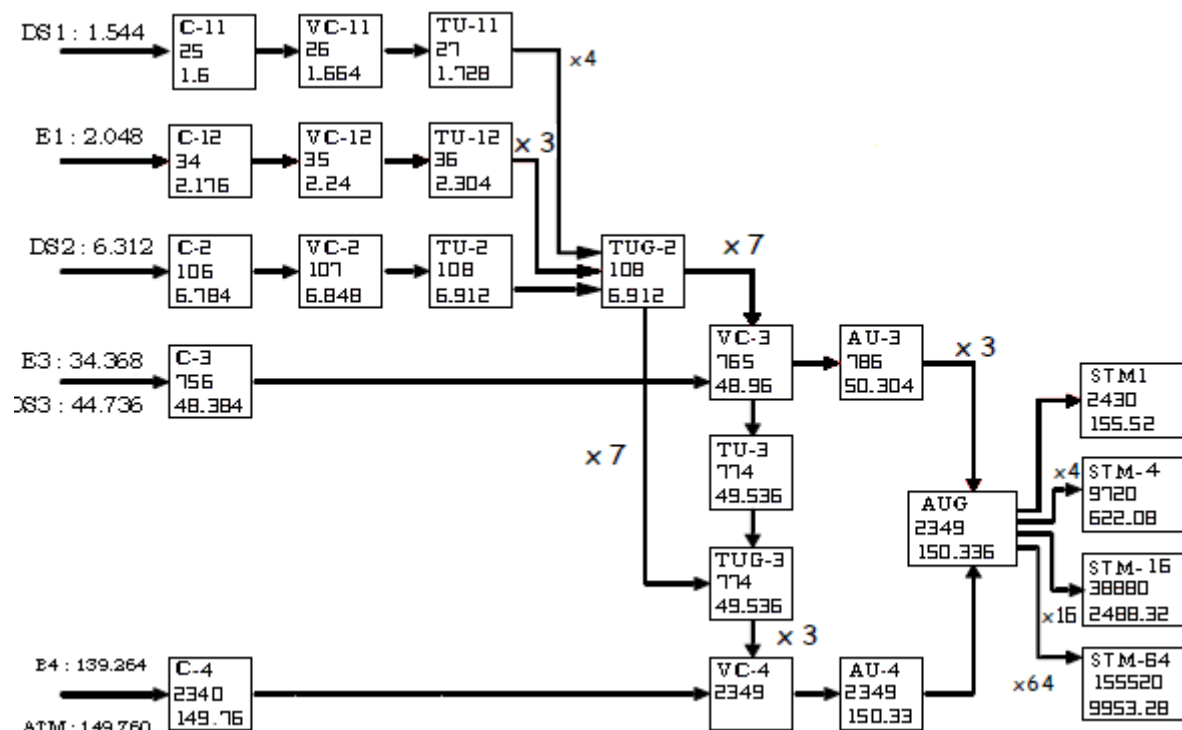 DS1 : 1.544
C-11
25
1.6
VC-11
26
1.664
TU-11
27
1.728
x4
E1 : 2.048
C-12
34
2.176
VC-12
35
2.24
TU-12
36
2.304
x 3
DS2 : 6.312
C-2
106
6.784
VC-2
107
6.848
TU-2
108
6.912
TUG-2
108
6.912
x 7
E3 : 34.368
DS3 : 44.736
C-3
756
48.384
VC-3
765
48.96
AU-3
786
50.304
x 3
STM1
2430
155.52
x 7
TU-3
774
49.536
x4
STM-4
9720
622.08
AUG
2349
150.336
TUG-3
774
49.536
STM-16
38880
2488.32
x16
x 3
E4 : 139.264
ATM : 149.760
C-4
2340
149.76
VC-4
2349
AU-4
2349
150.33
x64
STM-64
155520
9953.28